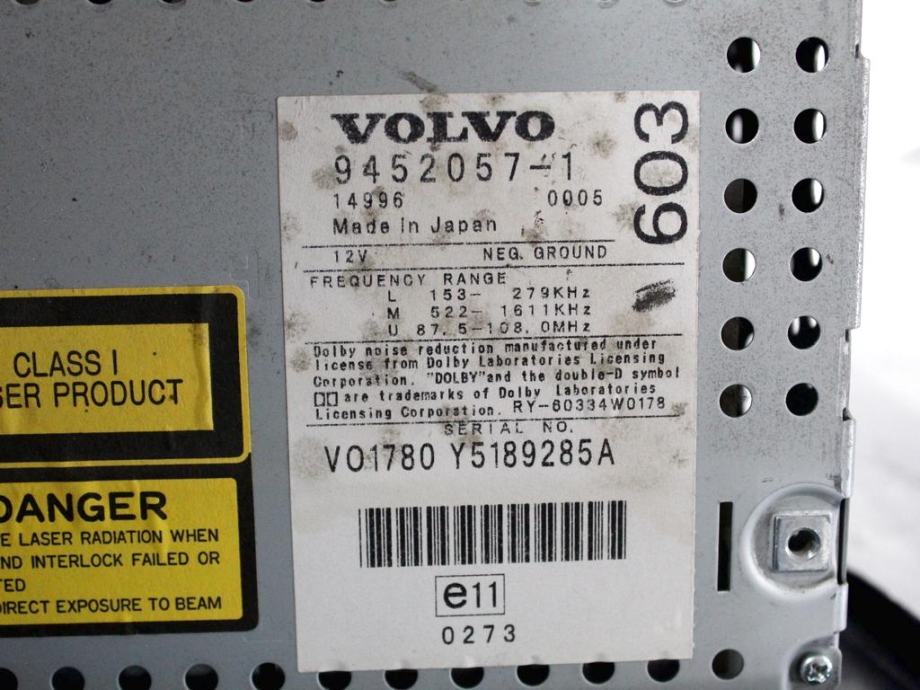 VOLVO
603
9452057-1
14996 0005
Made In Japan
12V NEG. GROUND
FREQUENCY RANGE
L 153- 279KHz
M 522- 1611KHz
U 87.5-108.0MHz
Dolby noise reduction manufactured under
license from Dolby Laboratories Licensing
Corporation. "DOLBY"and the double-D symbol
are trademarks of Dolby Laboratories
Licensing Corporation. RY-60334W0178
SERIAL NO.
VO1780 Y5189285A
e11
0273
CLASS I
SER PRODUCT
DANGER
E LASER RADIATION WHEN
ND INTERLOCK FAILED OR
TED
DIRECT EXPOSURE TO BEAM